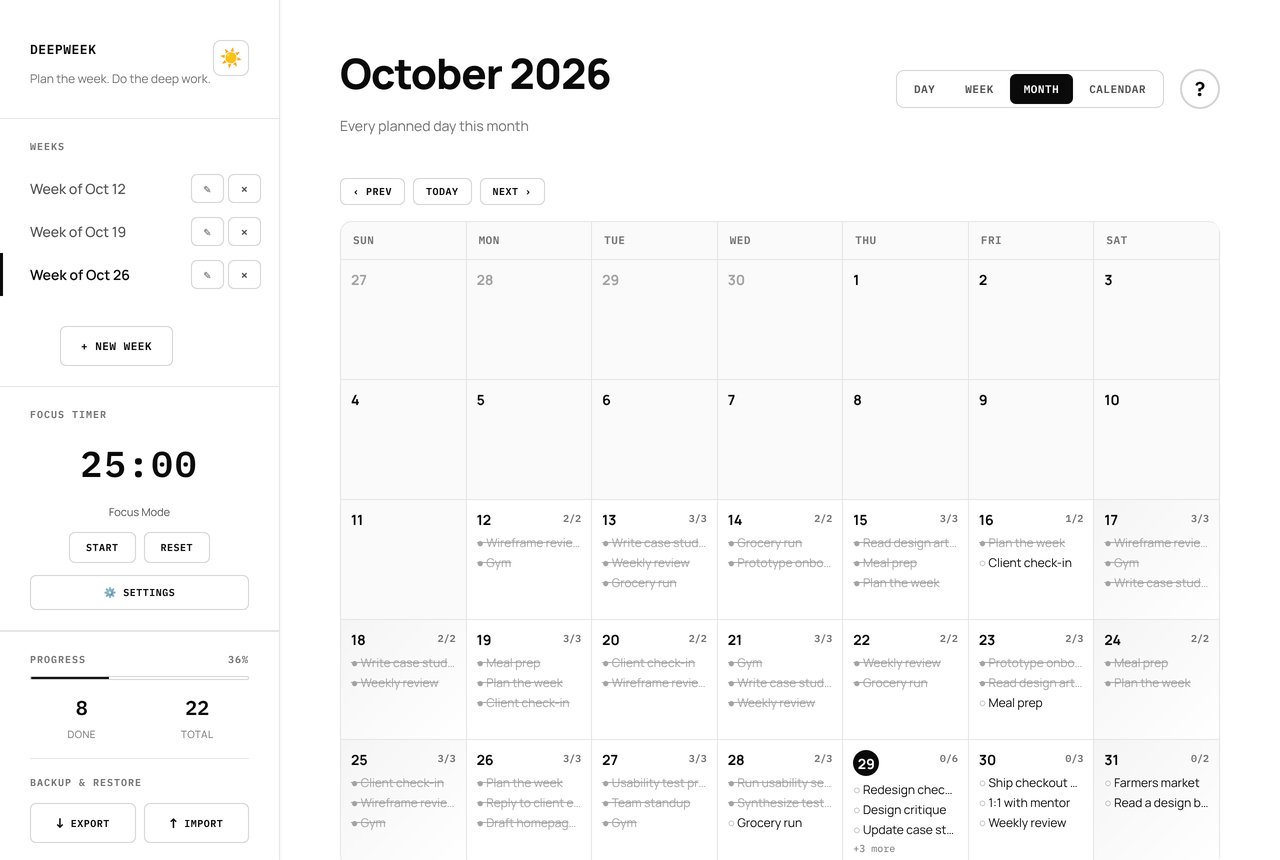 DEEPWEEK
Plan the week. Do the deep work.
WEEKS
Week of Oct 12
Week of Oct 19
Week of Oct 26
+ NEW WEEK
FOCUS TIMER
25:00
Focus Mode
START RESET
⚙️ SETTINGS
PROGRESS 36%
8 22
DONE TOTAL
BACKUP & RESTORE
↓ EXPORT ↑ IMPORT
October 2026
Every planned day this month
DAY WEEK MONTH CALENDAR ?
‹ PREV TODAY NEXT ›
SUN MON TUE WED THU FRI SAT
27 28 29 30 1 2 3
4 5 6 7 8 9 10
11
12 2/2
Wireframe revie…
Gym
13 3/3
Write case stud…
Weekly review
Grocery run
14 2/2
Grocery run
Prototype onbo…
15 3/3
Read design art…
Meal prep
Plan the week
16 1/2
Plan the week
Client check-in
17 3/3
Wireframe revie…
Gym
Write case stud…
18 2/2
Write case stud…
Weekly review
19 3/3
Meal prep
Plan the week
Client check-in
20 2/2
Client check-in
Wireframe revie…
21 3/3
Gym
Write case stud…
Weekly review
22 2/2
Weekly review
Grocery run
23 2/3
Prototype onbo…
Read design art…
Meal prep
24 2/2
Meal prep
Plan the week
25 3/3
Client check-in
Wireframe revie…
Gym
26 3/3
Plan the week
Reply to client e…
Draft homepag…
27 3/3
Usability test pr…
Team standup
Gym
28 2/3
Run usability se…
Synthesize test…
Grocery run
29 0/6
Redesign chec…
Design critique
Update case st…
+3 more
30 0/3
Ship checkout …
1:1 with mentor
Weekly review
31 0/2
Farmers market
Read a design b…